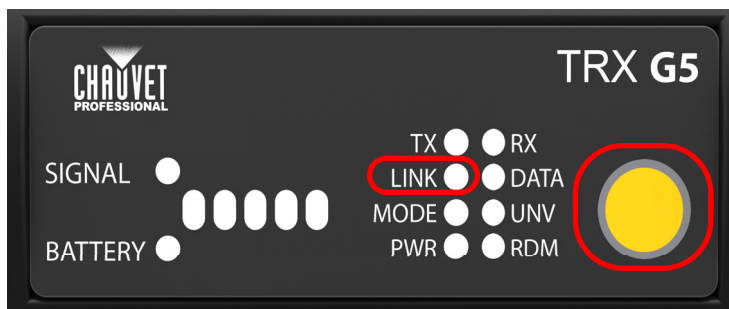 CHAUVET
PROFESSIONAL
TRX G5
SIGNAL
BATTERY
TX RX
LINK DATA
MODE UNV
PWR RDM